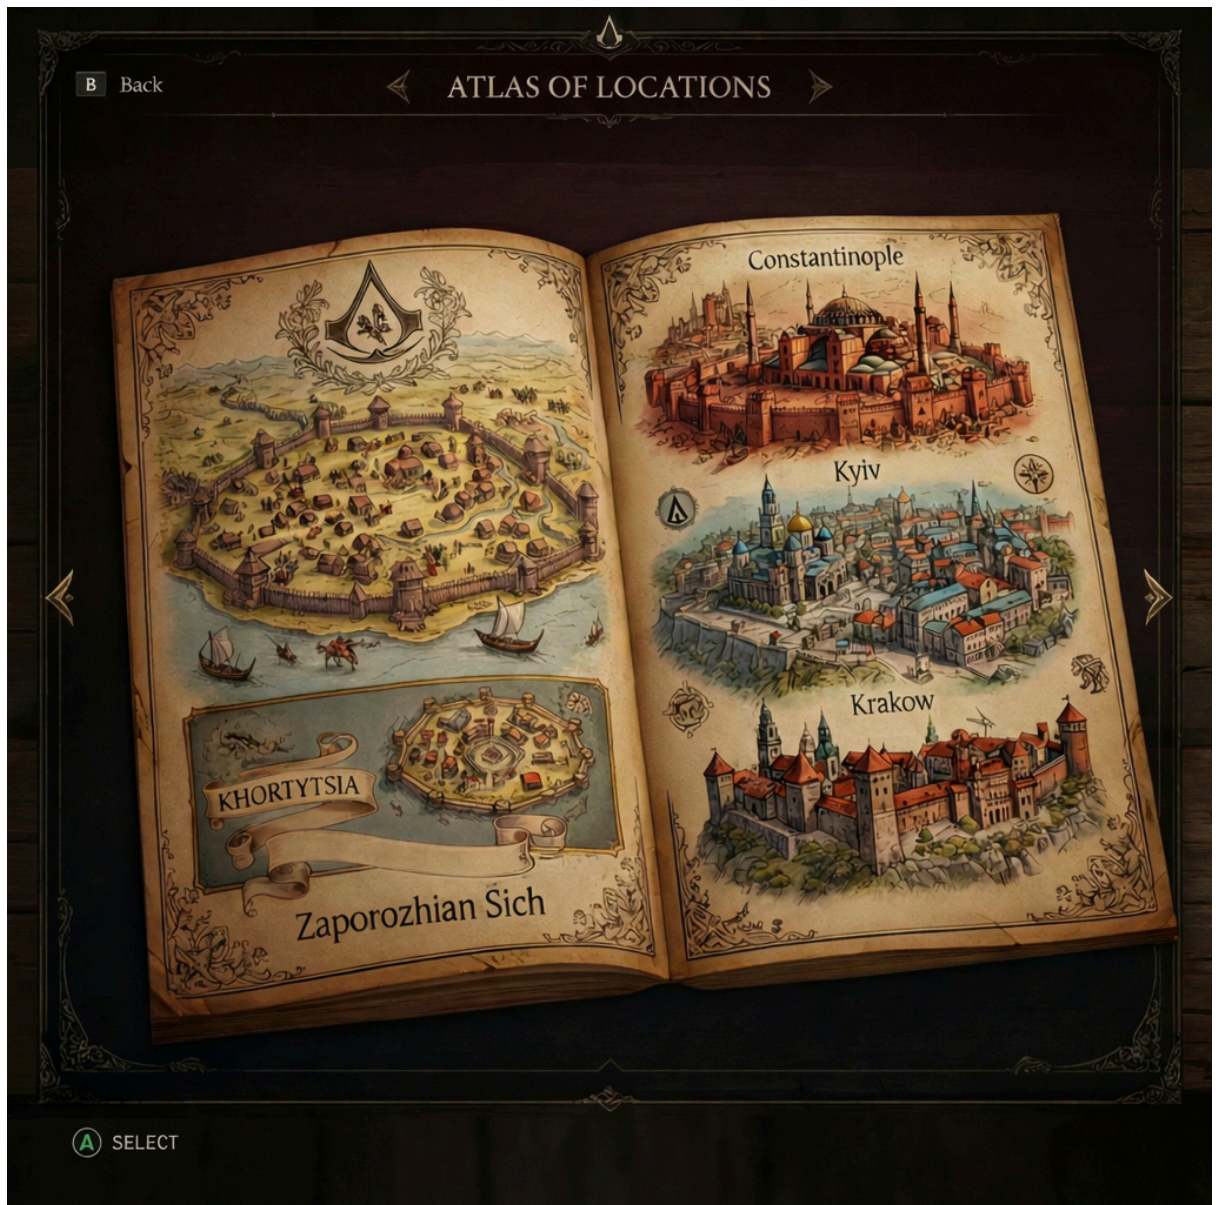 B Back
ATLAS OF LOCATIONS
KHORTYTSIA
Zaporozhian Sich
Constantinople
Kyiv
Krakow
A SELECT